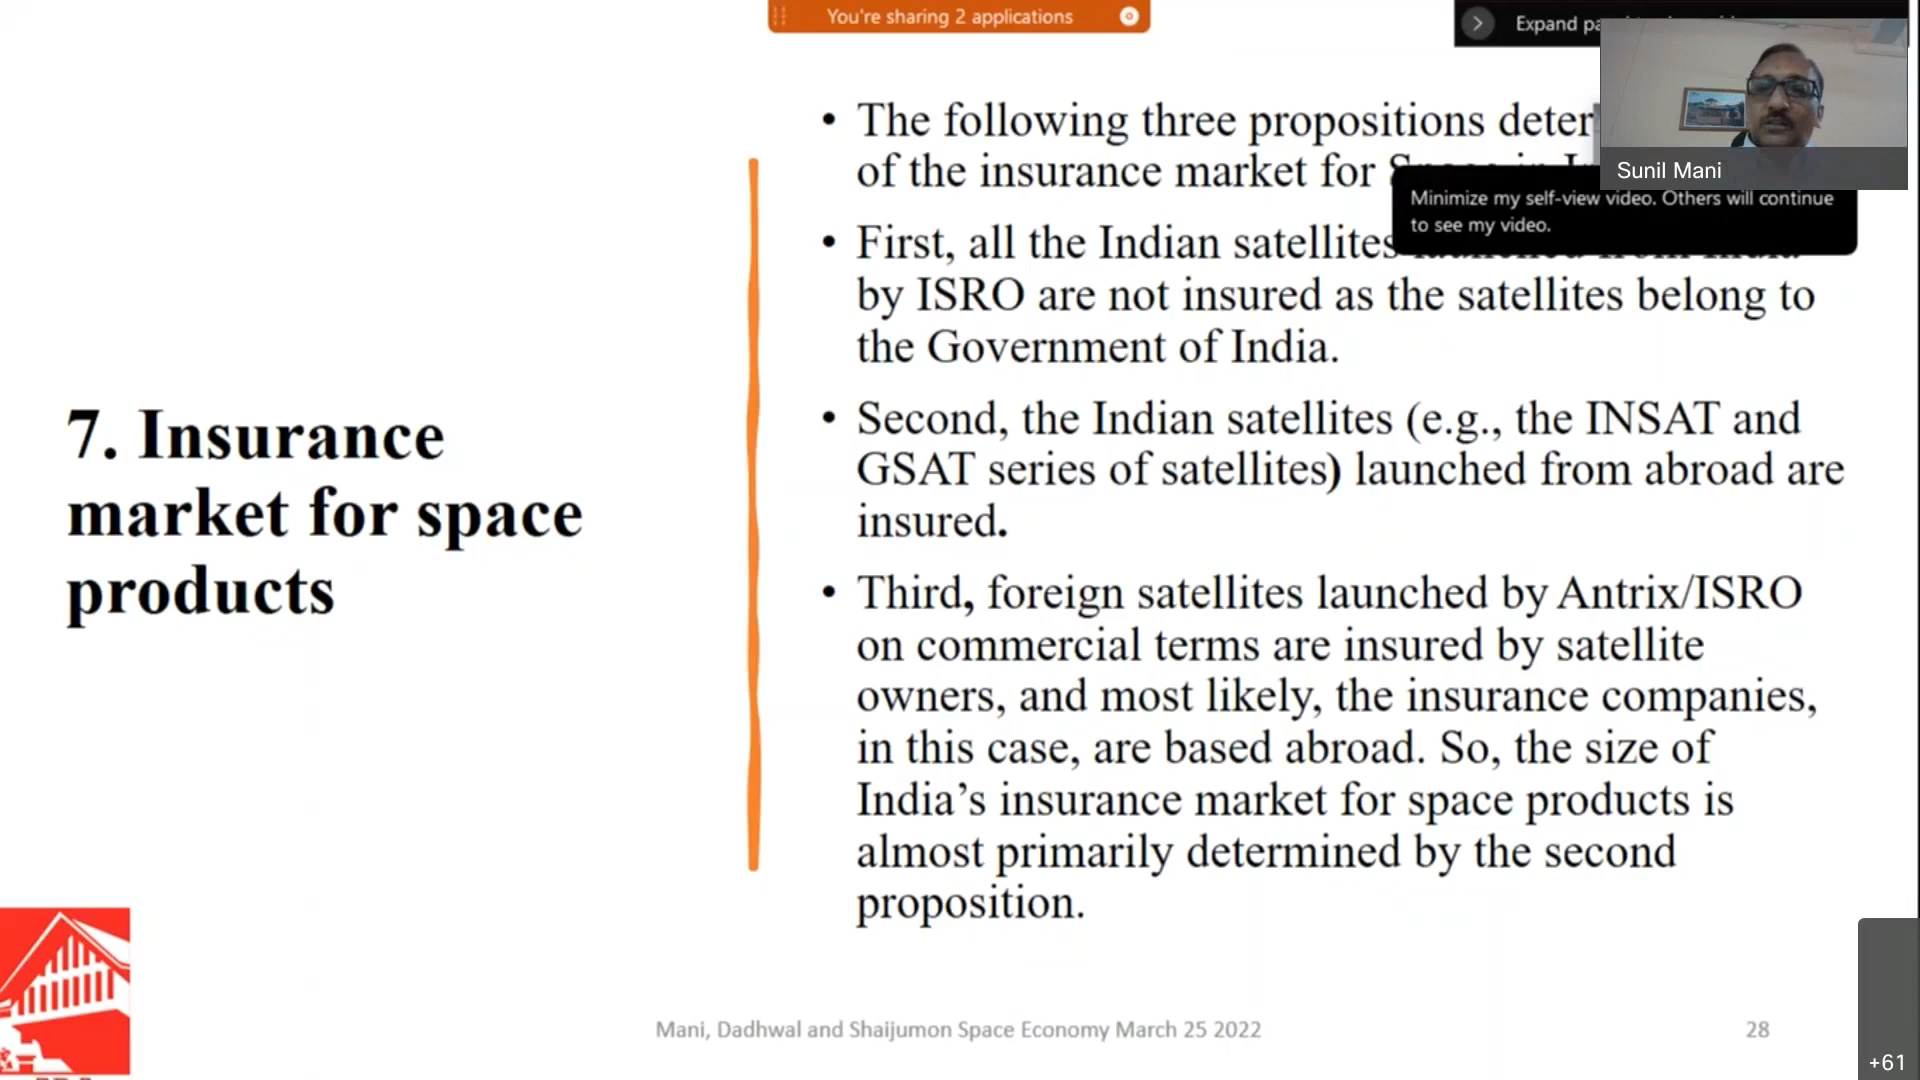 You're sharing 2 applications
Expand
Sunil Mani
Minimize my self-view video. Others will continue
to see my video.
7. Insurance
market for space
products
• The following three propositions deter
of the insurance market for
• First, all the Indian satellites
by ISRO are not insured as the satellites belong to
the Government of India.
• Second, the Indian satellites (e.g., the INSAT and
GSAT series of satellites) launched from abroad are
insured.
• Third, foreign satellites launched by Antrix/ISRO
on commercial terms are insured by satellite
owners, and most likely, the insurance companies,
in this case, are based abroad. So, the size of
India’s insurance market for space products is
almost primarily determined by the second
proposition.
Mani, Dadhwal and Shaijumon Space Economy March 25 2022
28
+61